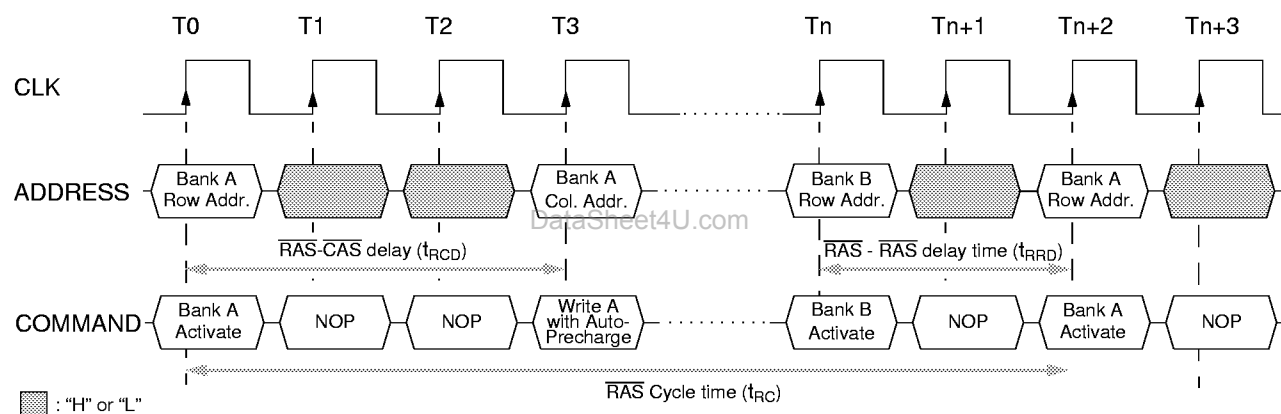 T0 T1 T2 T3 Tn Tn+1 Tn+2 Tn+3
CLK
ADDRESS
Bank A
Row Addr.
Bank A
Col. Addr.
Bank B
Row Addr.
Bank A
Row Addr.
DataSheet4U.com
RAS-CAS delay (tRCD)
RAS - RAS delay time (tRRD)
COMMAND
Bank A
Activate
NOP
NOP
Write A
with Auto-
Precharge
Bank B
Activate
NOP
Bank A
Activate
NOP
RAS Cycle time (tRC)
: “H” or “L”